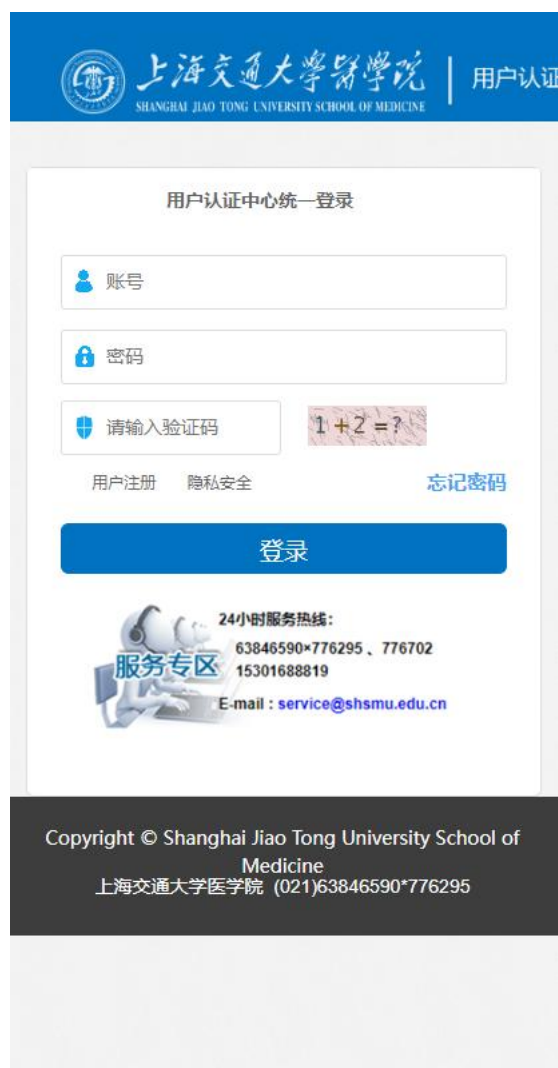 上海交通大學醫學院 | 用户认证
SHANGHAI JIAO TONG UNIVERSITY SCHOOL OF MEDICINE
用户认证中心统一登录
账号
密码
请输入验证码 1+2=?
用户注册 隐私安全 忘记密码
登录
24小时服务热线：
63846590×776295 、776702
服务专区
15301688819
E-mail : service@shsmu.edu.cn
Copyright © Shanghai Jiao Tong University School of
Medicine
上海交通大学医学院 (021)63846590*776295